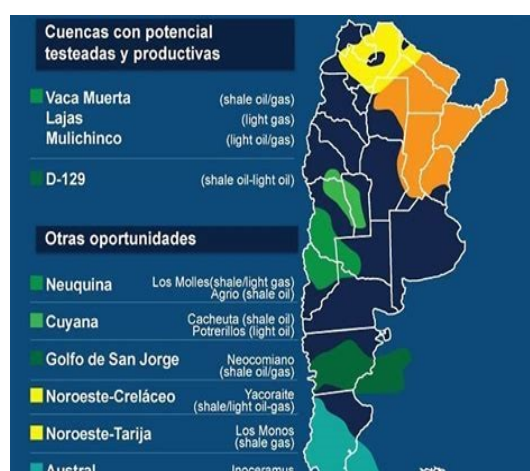 Cuencas con potencial
testeadas y productivas
Vaca Muerta (shale oil/gas)
Lajas (light gas)
Mulichinco (light oil/gas)
D-129 (shale oil-light oil)
Otras oportunidades
Neuquina Los Molles(shale/light gas)
Agrio (shale oil)
Cuyana Cacheuta (shale oil)
Potrerillos (light oil)
Golfo de San Jorge Neocomiano
(shale oil/gas)
Noroeste-Creláceo Yacoraite
(shale/light oil-gas)
Noroeste-Tarija Los Monos
(shale gas)
Austral Inoceramus